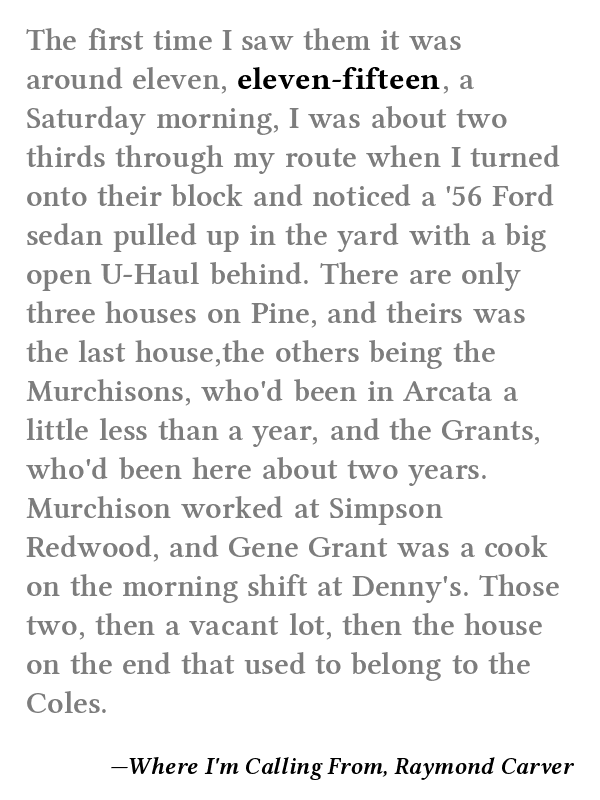 The first time I saw them it was
around eleven, eleven-fifteen, a
Saturday morning, I was about two
thirds through my route when I turned
onto their block and noticed a '56 Ford
sedan pulled up in the yard with a big
open U-Haul behind. There are only
three houses on Pine, and theirs was
the last house,the others being the
Murchisons, who'd been in Arcata a
little less than a year, and the Grants,
who'd been here about two years.
Murchison worked at Simpson
Redwood, and Gene Grant was a cook
on the morning shift at Denny's. Those
two, then a vacant lot, then the house
on the end that used to belong to the
Coles.
—Where I'm Calling From, Raymond Carver